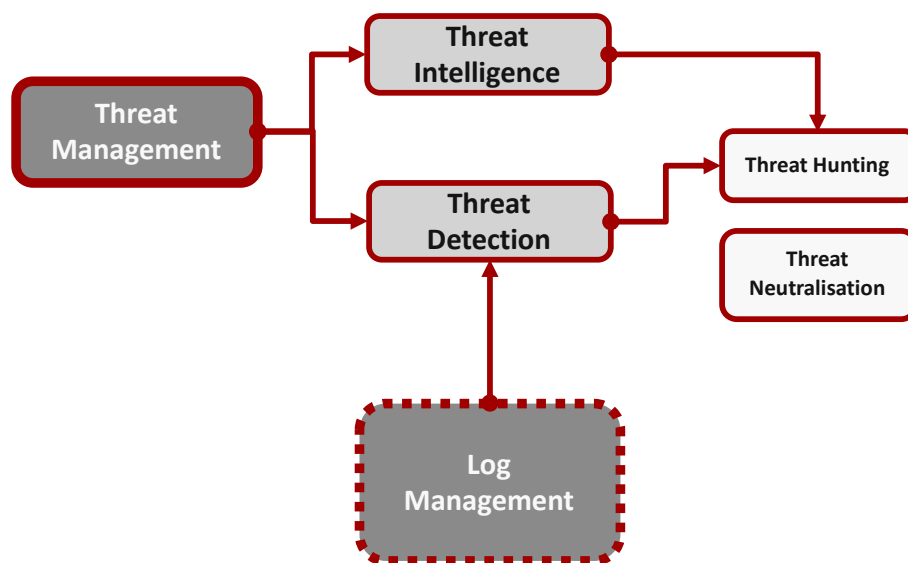 Threat
Intelligence
Threat
Management
Threat Hunting
Threat
Detection
Threat
Neutralisation
Log
Management